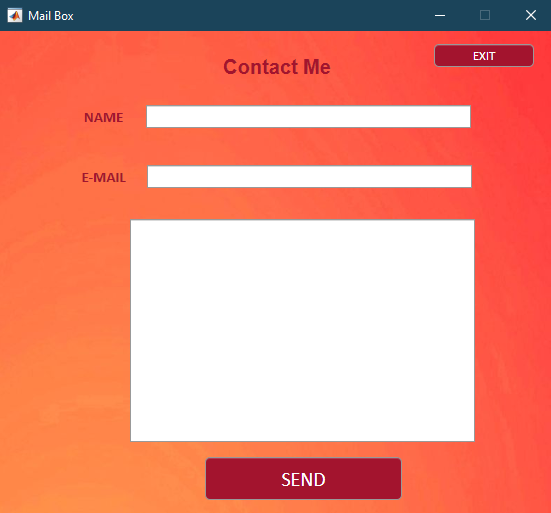 Mail Box
EXIT
Contact Me
NAME
E-MAIL
SEND